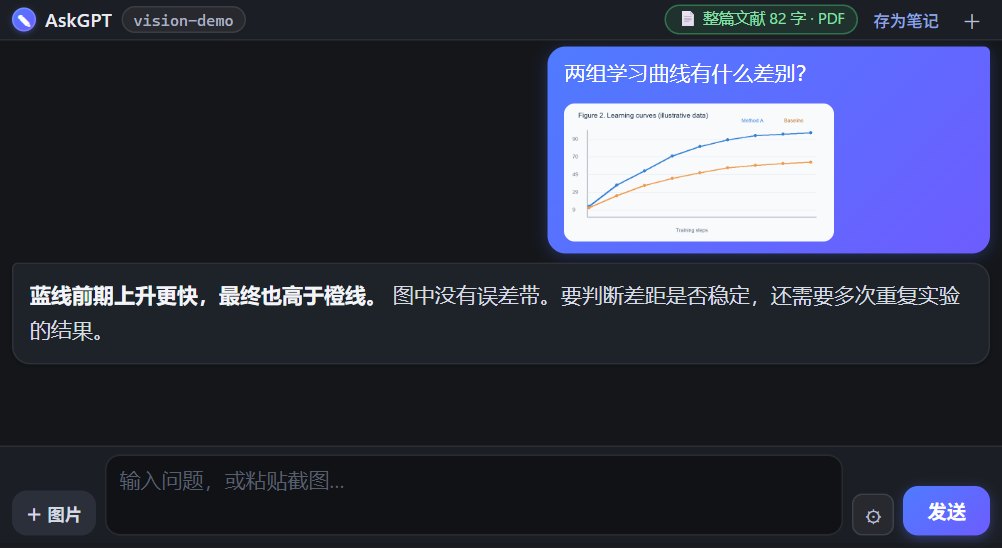 AskGPT
vision-demo
整篇文献 82 字 · PDF
存为笔记
两组学习曲线有什么差别?
Figure 2. Learning curves (illustrative data)
Method A
Baseline
90
70
49
29
9
Training steps
蓝线前期上升更快，最终也高于橙线。 图中没有误差带。要判断差距是否稳定，还需要多次重复实验
的结果。
输入问题，或粘贴截图...
+ 图片
发送